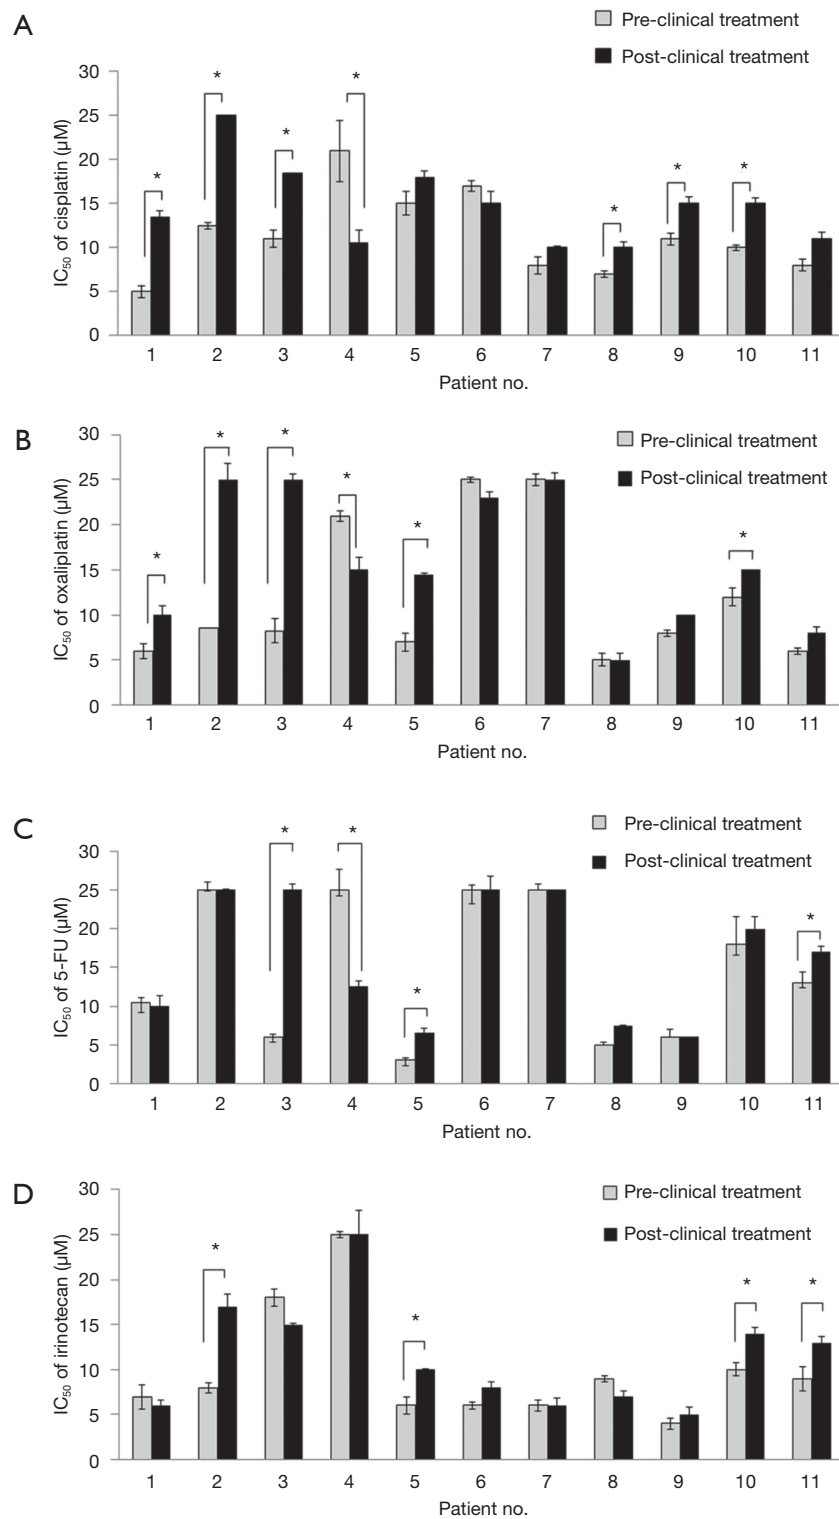 A
Pre-clinical treatment
Post-clinical treatment
IC50 of cisplatin (µM)
30
25
20
15
10
5
0
* * * * * * *
1 2 3 4 5 6 7 8 9 10 11
Patient no.
B
Pre-clinical treatment
Post-clinical treatment
IC50 of oxaliplatin (µM)
30
25
20
15
10
5
0
* * * * * *
1 2 3 4 5 6 7 8 9 10 11
Patient no.
C
Pre-clinical treatment
Post-clinical treatment
IC50 of 5-FU (µM)
30
25
20
15
10
5
0
* * * *
1 2 3 4 5 6 7 8 9 10 11
Patient no.
D
Pre-clinical treatment
Post-clinical treatment
IC50 of irinotecan (µM)
30
25
20
15
10
5
0
* * * *
1 2 3 4 5 6 7 8 9 10 11
Patient no.